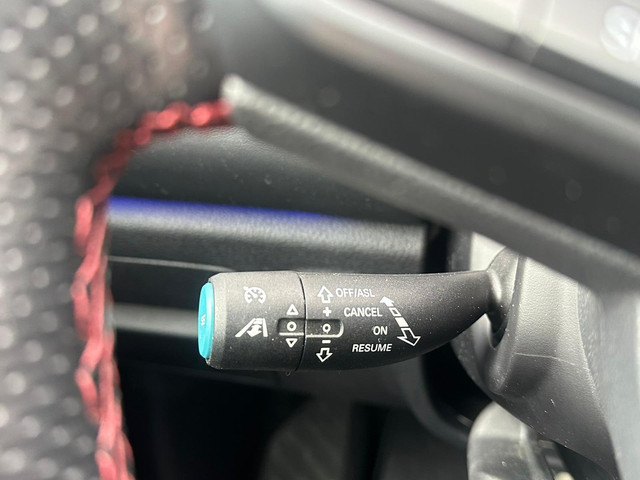 OFF/ASL
+ CANCEL
ON
− RESUME